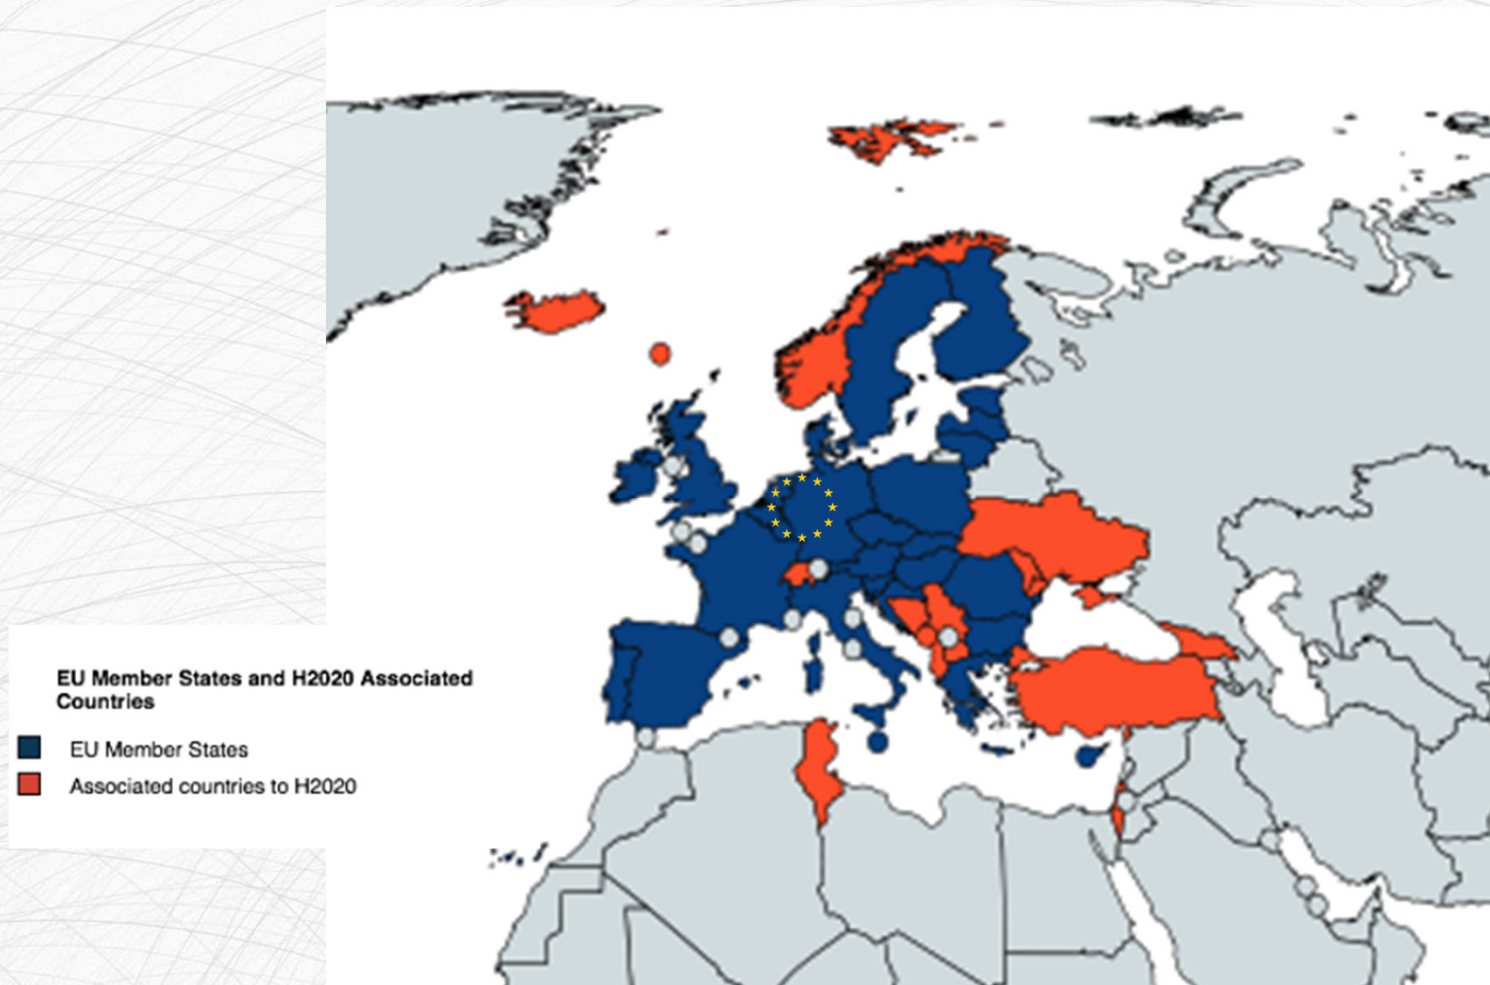 EU Member States and H2020 Associated
Countries
EU Member States
Associated countries to H2020